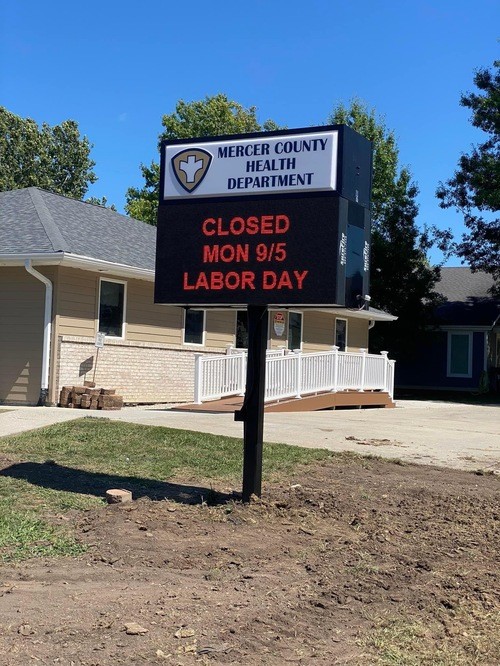 MERCER COUNTY
HEALTH
DEPARTMENT
CLOSED
MON 9/5
LABOR DAY